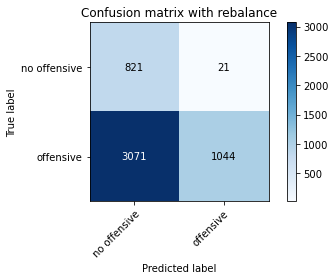 Confusion matrix with rebalance
True label
no offensive
offensive
821
21
3071
1044
no offensive
offensive
Predicted label
3000
2500
2000
1500
1000
500